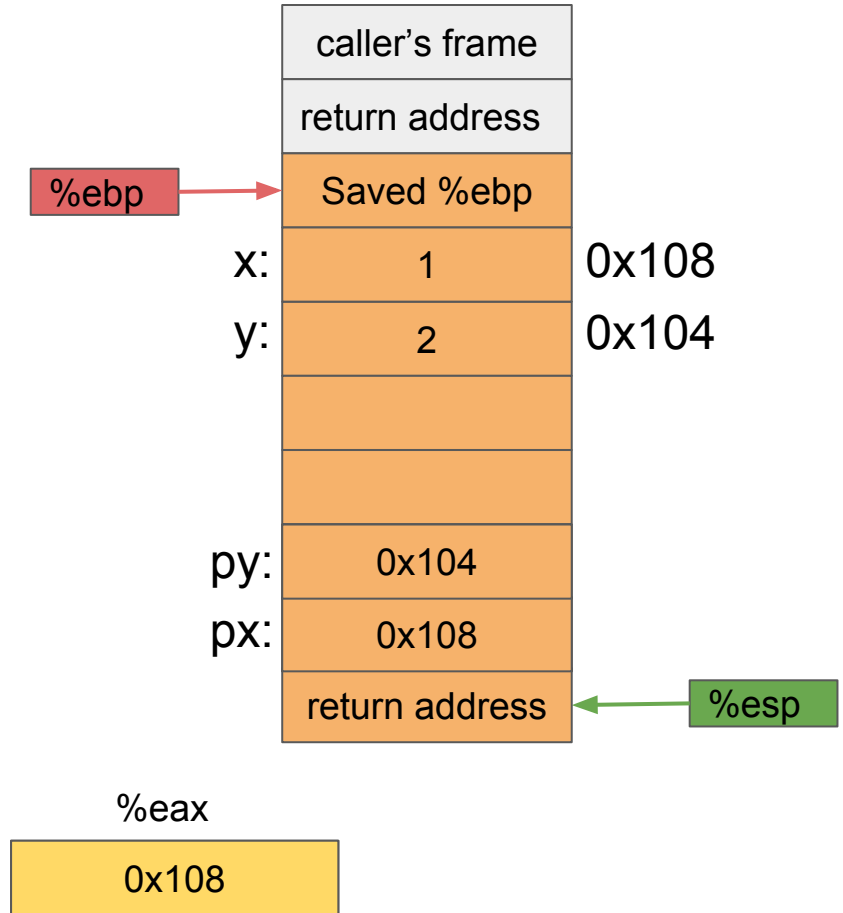 caller’s frame
return address
%ebp
Saved %ebp
x:
1
0x108
y:
2
0x104
py:
0x104
px:
0x108
return address
%esp
%eax
0x108